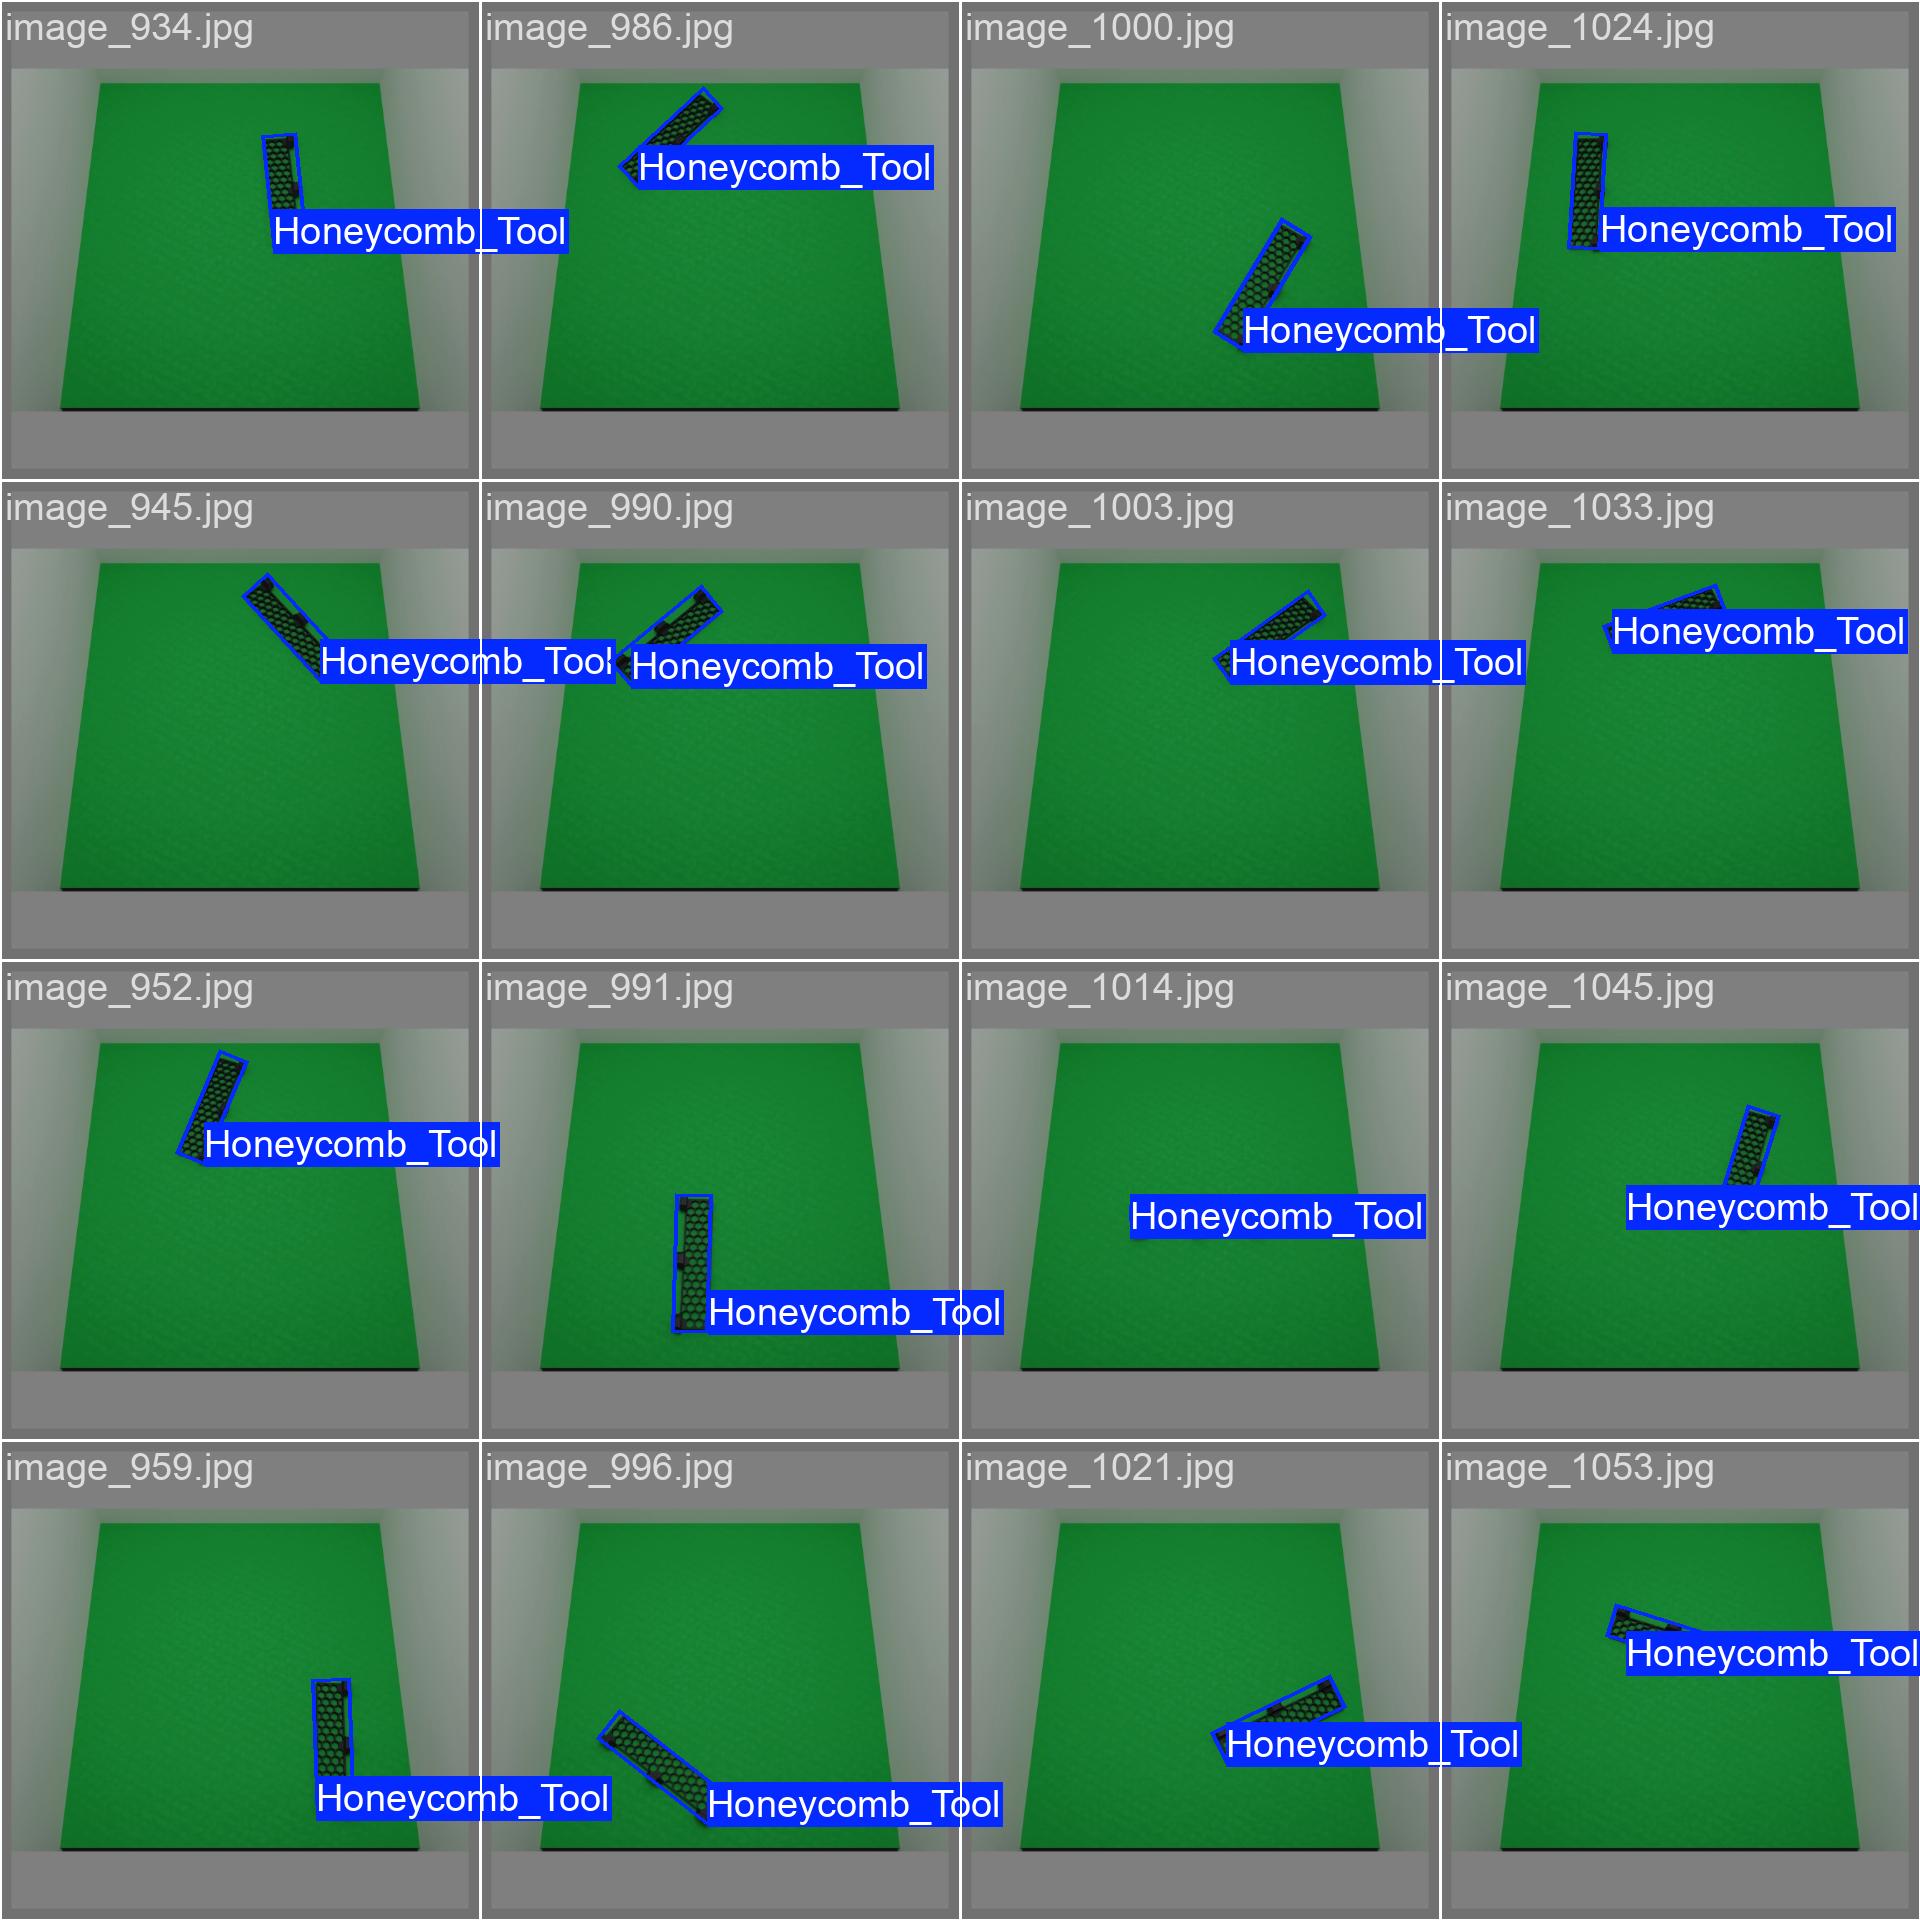 image_934.jpg
image_986.jpg
image_1000.jpg
image_1024.jpg
Honeycomb_Tool
Honeycomb_Tool
Honeycomb_Tool
Honeycomb_Tool
image_945.jpg
image_990.jpg
image_1003.jpg
image_1033.jpg
Honeycomb_Tool
Honeycomb_Tool
Honeycomb_Tool
Honeycomb_Tool
image_952.jpg
image_991.jpg
image_1014.jpg
image_1045.jpg
Honeycomb_Tool
Honeycomb_Tool
Honeycomb_Tool
Honeycomb_Tool
image_959.jpg
image_996.jpg
image_1021.jpg
image_1053.jpg
Honeycomb_Tool
Honeycomb_Tool
Honeycomb_Tool
Honeycomb_Tool